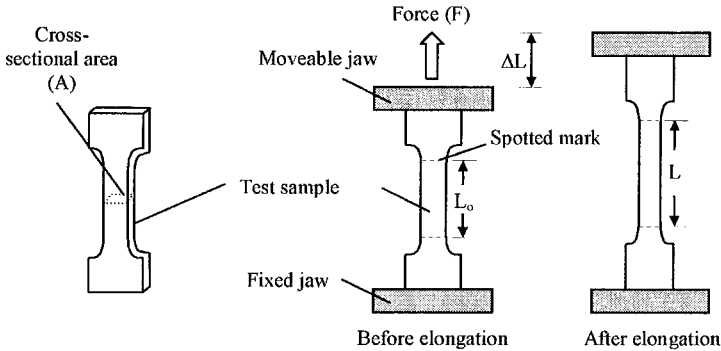 Cross-
sectional area
(A)
Force (F)
Moveable jaw
ΔL
Spotted mark
Test sample
Lo
L
Fixed jaw
Before elongation
After elongation